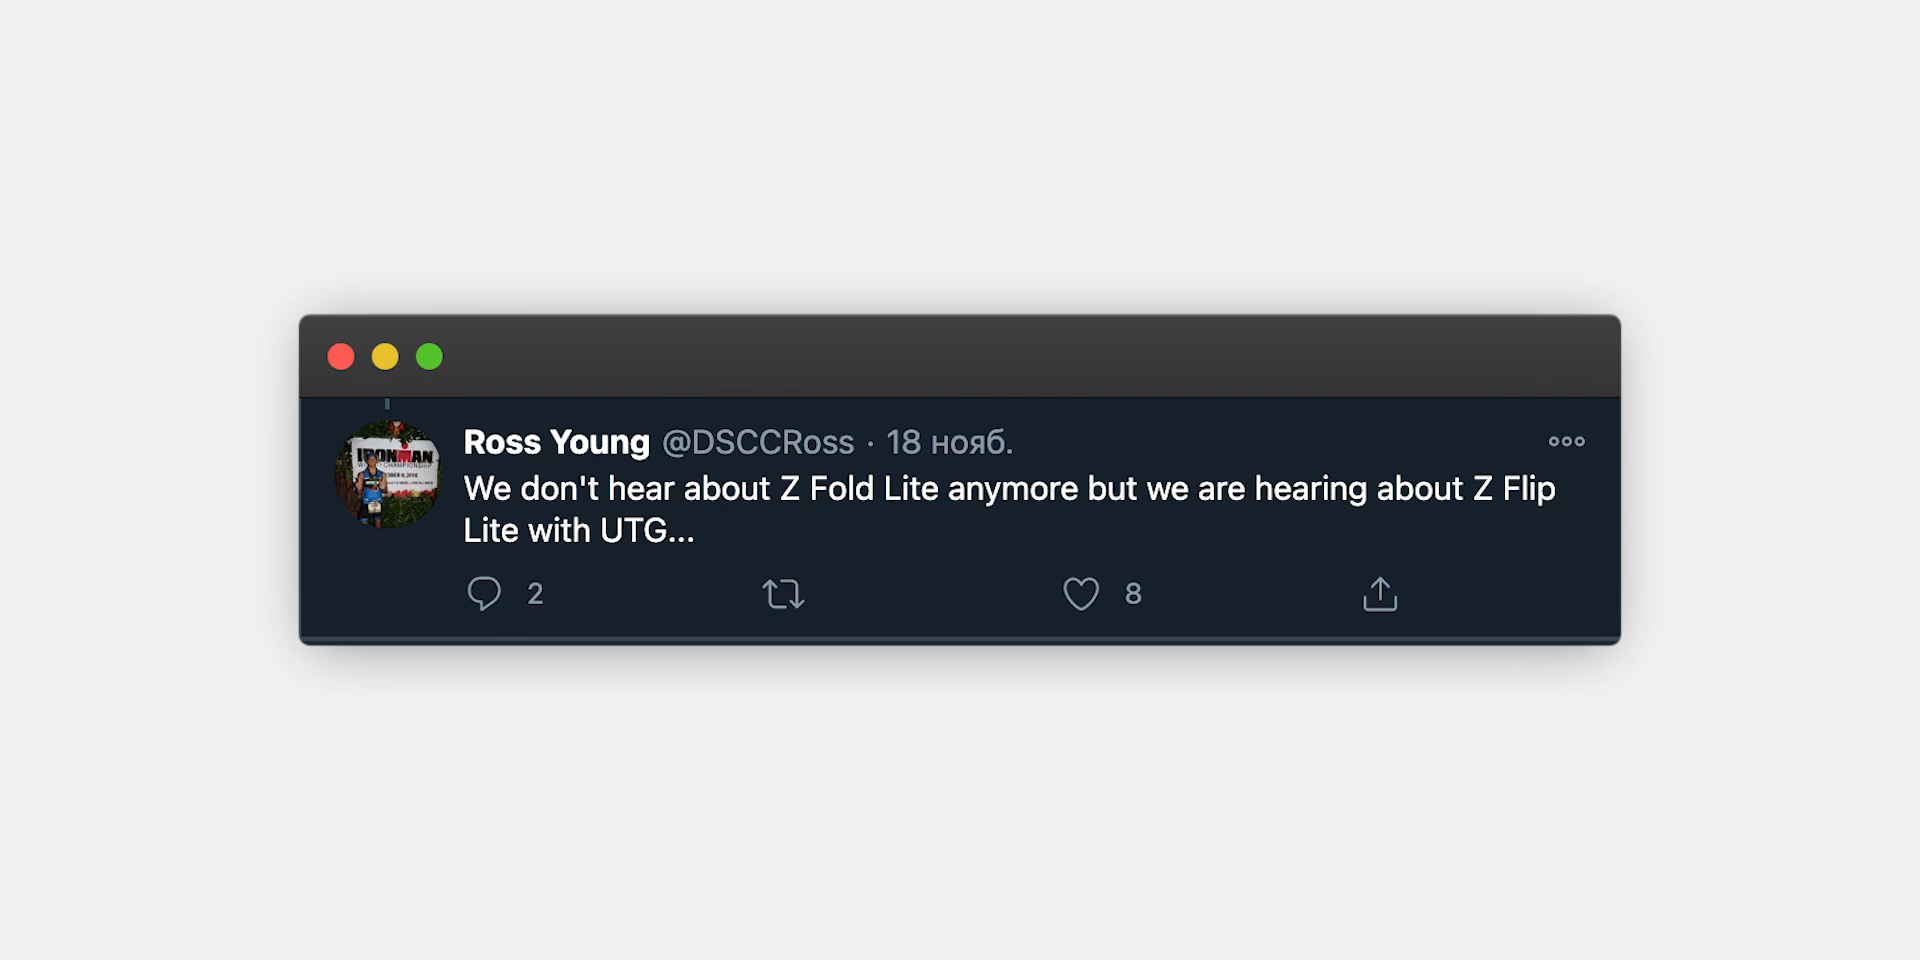 IRONMAN
Ross Young @DSCCRoss · 18 нояб.
We don't hear about Z Fold Lite anymore but we are hearing about Z Flip
Lite with UTG...
2 8